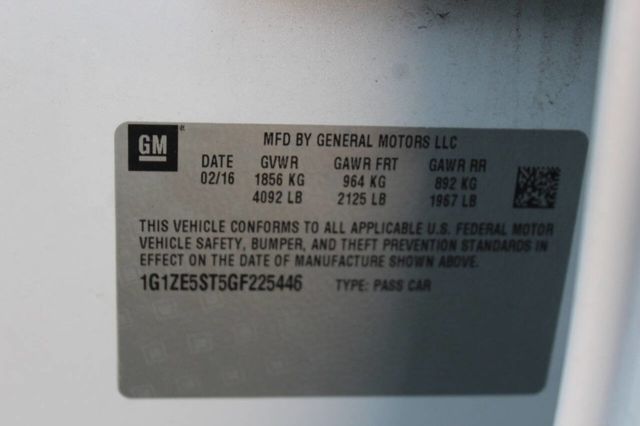 GM
MFD BY GENERAL MOTORS LLC
DATE GVWR GAWR FRT GAWR RR
02/16 1856 KG 964 KG 892 KG
4092 LB 2125 LB 1967 LB
THIS VEHICLE CONFORMS TO ALL APPLICABLE U.S. FEDERAL MOTOR
VEHICLE SAFETY, BUMPER, AND THEFT PREVENTION STANDARDS IN
EFFECT ON THE DATE OF MANUFACTURE SHOWN ABOVE.
1G1ZE5ST5GF225446 TYPE: PASS CAR